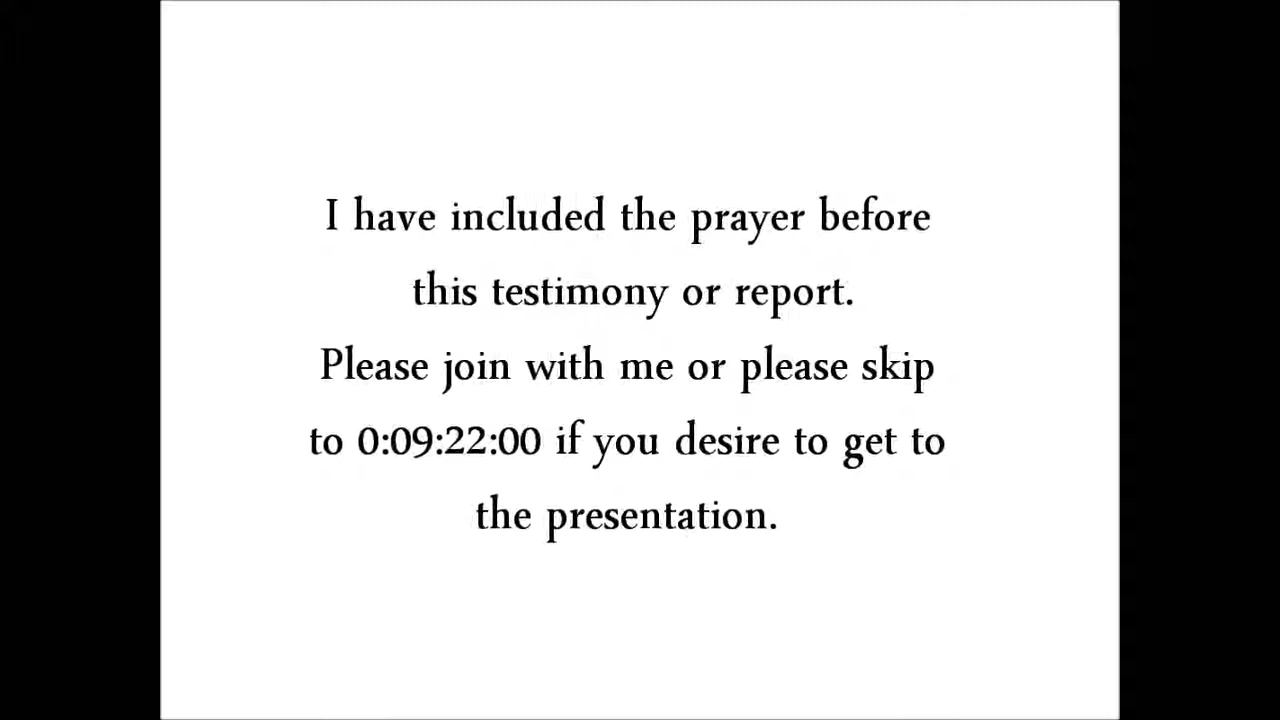 I have included the prayer before
this testimony or report.
Please join with me or please skip
to 0:09:22:00 if you desire to get to
the presentation.